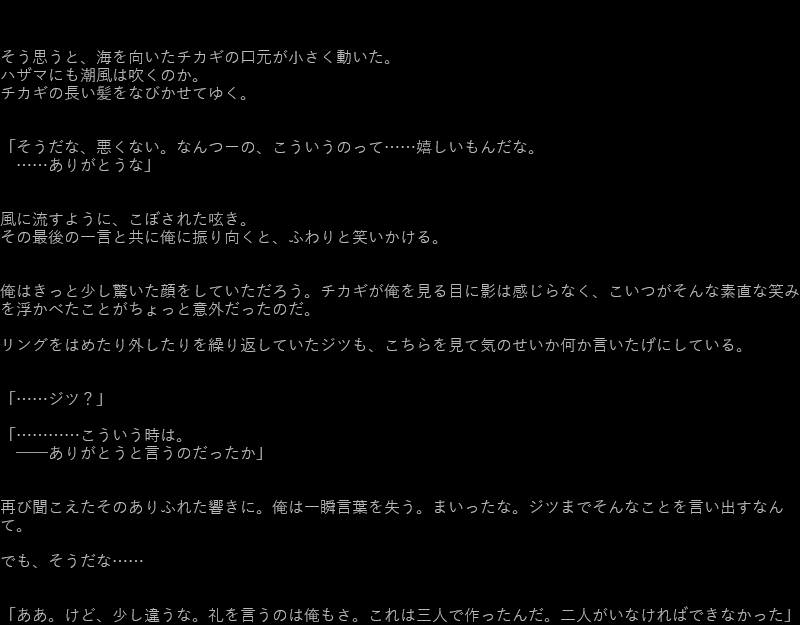 そう思うと、海を向いたチカギの口元が小さく動いた。
ハザマにも潮風は吹くのか。
チカギの長い髪をなびかせてゆく。
「そうだな、悪くない。なんつーの、こういうのって……嬉しいもんだな。
　……ありがとうな」
風に流すように、こぼされた呟き。
その最後の一言と共に俺に振り向くと、ふわりと笑いかける。
俺はきっと少し驚いた顔をしていただろう。チカギが俺を見る目に影は感じらなく、こいつがそんな素直な笑み
を浮かべたことがちょっと意外だったのだ。
リングをはめたり外したりを繰り返していたジツも、こちらを見て気のせいか何か言いたげにしている。
「……ジツ？」
「…………こういう時は。
　――ありがとうと言うのだったか」
再び聞こえたそのありふれた響きに。俺は一瞬言葉を失う。まいったな。ジツまでそんなことを言い出すなん
て。
でも、そうだな……
「ああ。けど、少し違うな。礼を言うのは俺もさ。これは三人で作ったんだ。二人がいなければできなかった」